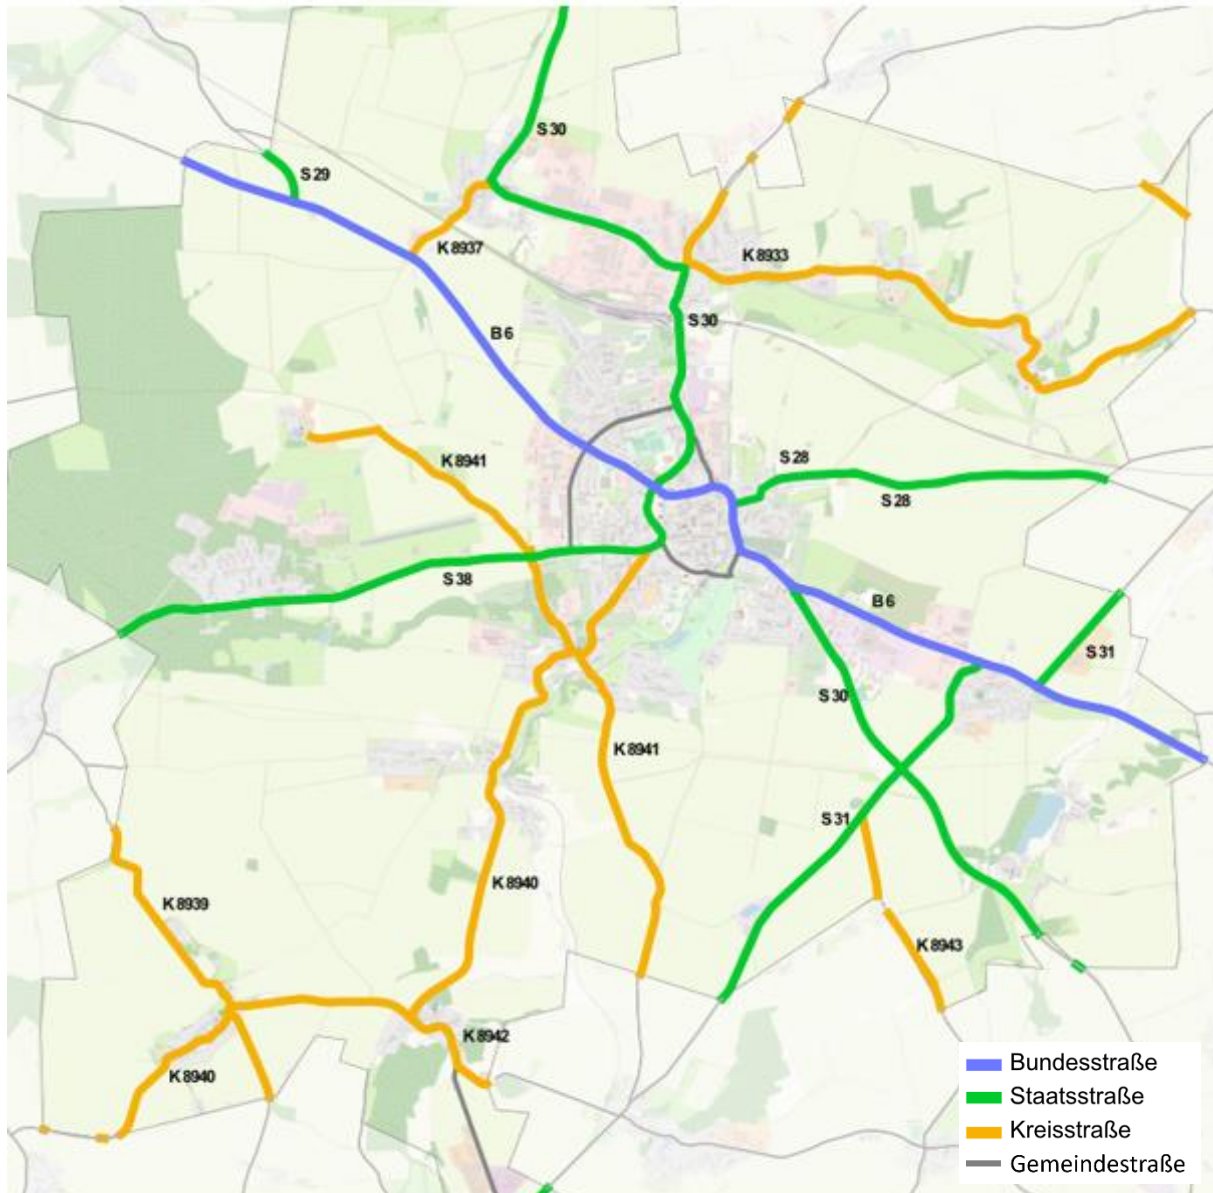 S 30
S 29
K 8937
K 8933
S 30
B 6
K 8941
S 28
S 28
S 38
B 6
S 31
S 30
K 8941
S 31
K 8940
K 8939
K 8943
K 8942
K 8940
Bundesstraße
Staatsstraße
Kreisstraße
Gemeindestraße